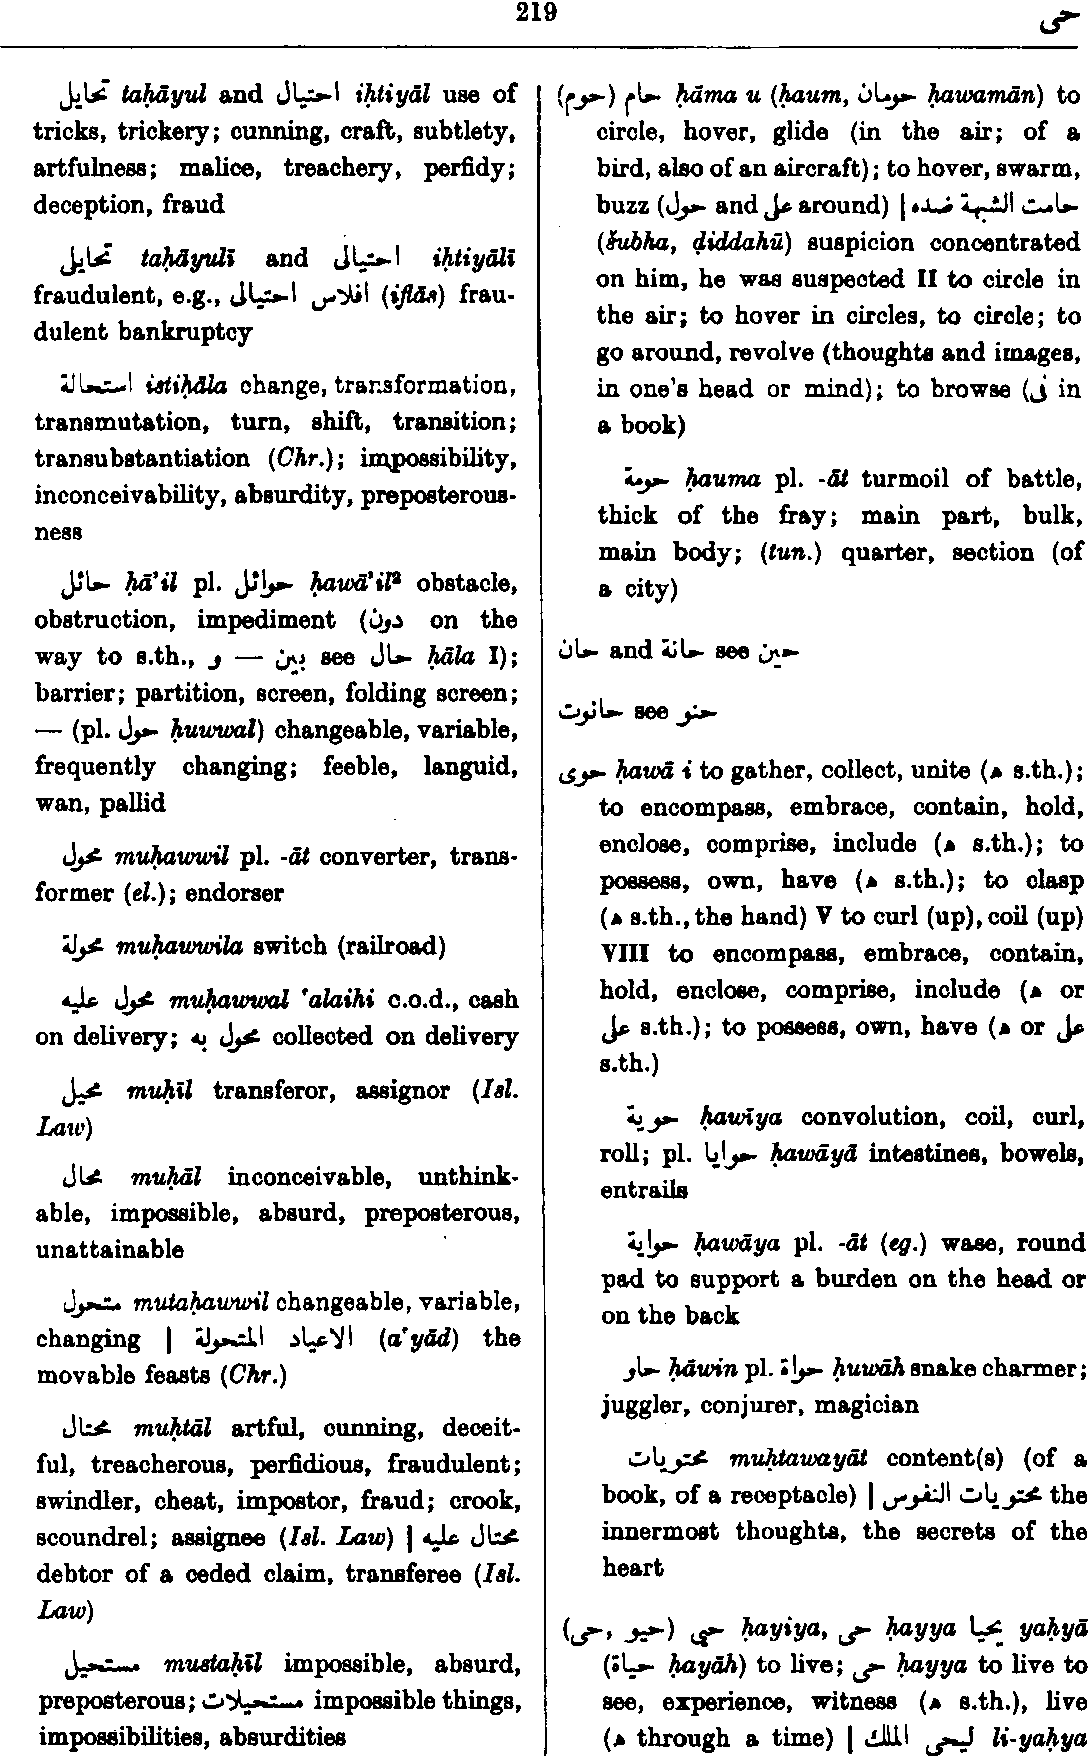 219
حى
تحايل taḥāyul and احتيال iḥtiyāl use of
tricks, trickery; cunning, craft, subtlety,
artfulness; malice, treachery, perfidy;
deception, fraud
تحايل taḥāyulī and احتيالى iḥtiyālī
fraudulent, e.g., افلاس احتيالى (iflās) frau-
dulent bankruptcy
استحالة istiḥāla change, transformation,
transmutation, turn, shift, transition;
transubstantiation (Chr.); impossibility,
inconceivability, absurdity, preposterous-
ness
حائل ḥā'il pl. حوائل ḥawā'il² obstacle,
obstruction, impediment (دون on the
way to s.th., و — بين see حال ḥāla I);
barrier; partition, screen, folding screen;
— (pl. حول ḥuwwal) changeable, variable,
frequently changing; feeble, languid,
wan, pallid
محول muḥawwil pl. -āt converter, trans-
former (el.); endorser
محولة muḥawwila switch (railroad)
محول عليه muḥawwal ʿalaihi c.o.d., cash
on delivery; محول به collected on delivery
محيل muḥīl transferor, assignor (Isl.
Law)
محال muḥāl inconceivable, unthink-
able, impossible, absurd, preposterous,
unattainable
متحول mutaḥawwil changeable, variable,
changing | الاعياد المتحولة (aʿyād) the
movable feasts (Chr.)
محتال muḥtāl artful, cunning, deceit-
ful, treacherous, perfidious, fraudulent;
swindler, cheat, impostor, fraud; crook,
scoundrel; assignee (Isl. Law) | محتال عليه
debtor of a ceded claim, transferee (Isl.
Law)
مستحيل mustaḥīl impossible, absurd,
preposterous; مستحيلات impossible things,
impossibilities, absurdities
(حوم) حام ḥāma u (ḥaum, حومان ḥawamān) to
circle, hover, glide (in the air; of a
bird, also of an aircraft); to hover, swarm,
buzz (حول and على around) | حامت الشبهة ضده
(šubha, ḍiddahū) suspicion concentrated
on him, he was suspected II to circle in
the air; to hover in circles, to circle; to
go around, revolve (thoughts and images,
in one's head or mind); to browse (فى in
a book)
حومة ḥauma pl. -āt turmoil of battle,
thick of the fray; main part, bulk,
main body; (tun.) quarter, section (of
a city)
حان and حانة see حين
حانوت see حنو
حوى ḥawā i to gather, collect, unite (ه s.th.);
to encompass, embrace, contain, hold,
enclose, comprise, include (ه s.th.); to
possess, own, have (ه s.th.); to clasp
(ه s.th., the hand) V to curl (up), coil (up)
VIII to encompass, embrace, contain,
hold, enclose, comprise, include (ه or
على s.th.); to possess, own, have (ه or على
s.th.)
حوية ḥawīya convolution, coil, curl,
roll; pl. حوايا ḥawāyā intestines, bowels,
entrails
حواية ḥawāya pl. -āt (eg.) wase, round
pad to support a burden on the head or
on the back
حاو ḥāwin pl. حواة ḥuwāh snake charmer;
juggler, conjurer, magician
محتويات muḥtawayāt content(s) (of a
book, of a receptacle) | محتويات النفوس the
innermost thoughts, the secrets of the
heart
(حيو ,حى) حيي ḥayiya, حى ḥayya يحيا yaḥyā
(حياة ḥayāh) to live; حى ḥayya to live to
see, experience, witness (ه s.th.), live
(ه through a time) | ليحى الملك li-yaḥya